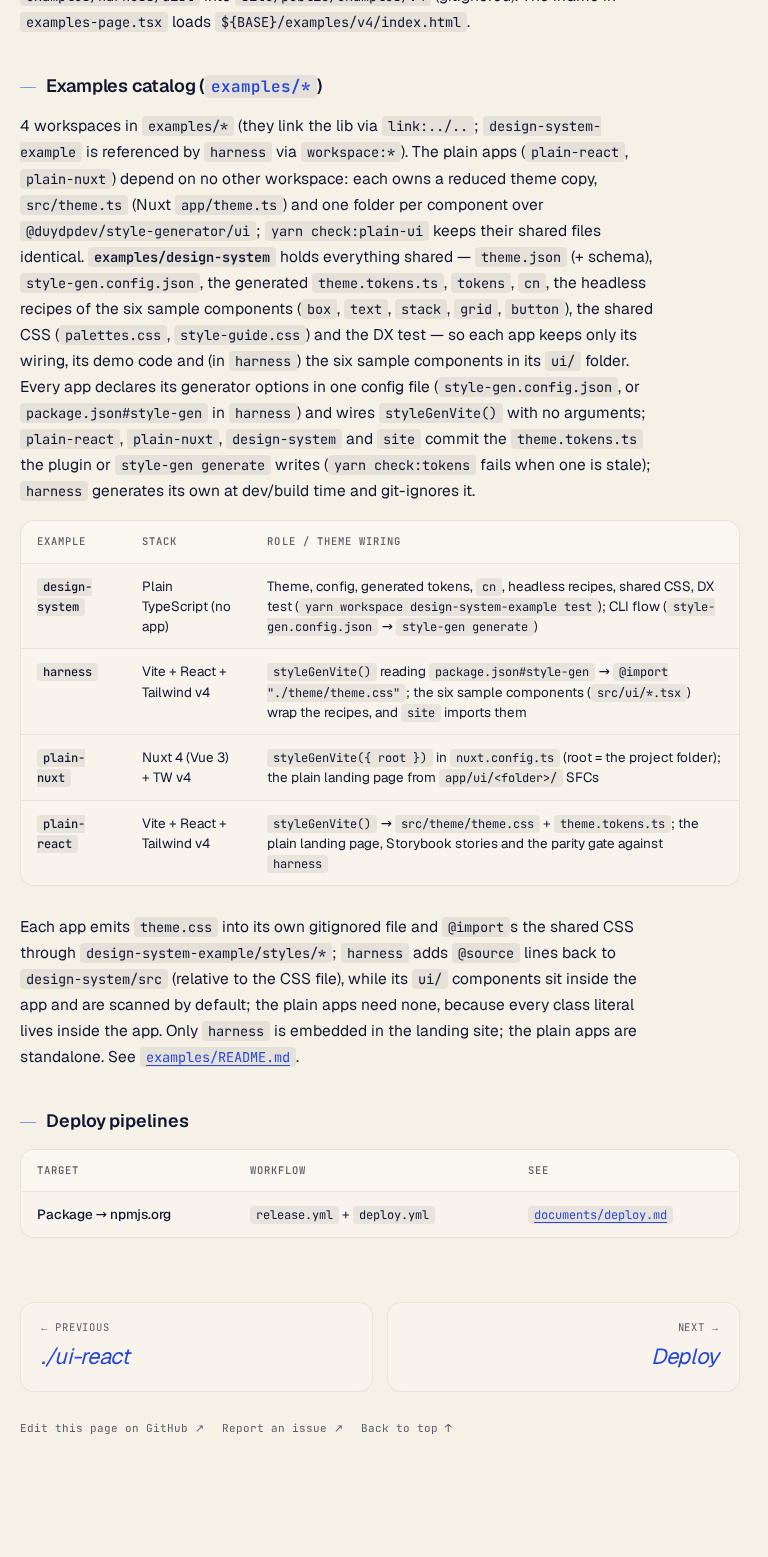 examples-page.tsx loads ${BASE}/examples/v4/index.html.
— Examples catalog (examples/*)
4 workspaces in examples/* (they link the lib via link:../..; design-system-
example is referenced by harness via workspace:*). The plain apps (plain-react,
plain-nuxt) depend on no other workspace: each owns a reduced theme copy,
src/theme.ts (Nuxt app/theme.ts) and one folder per component over
@duydpdev/style-generator/ui; yarn check:plain-ui keeps their shared files
identical. examples/design-system holds everything shared — theme.json (+ schema),
style-gen.config.json, the generated theme.tokens.ts, tokens, cn, the headless
recipes of the six sample components (box, text, stack, grid, button), the shared
CSS (palettes.css, style-guide.css) and the DX test — so each app keeps only its
wiring, its demo code and (in harness) the six sample components in its ui/ folder.
Every app declares its generator options in one config file (style-gen.config.json, or
package.json#style-gen in harness) and wires styleGenVite() with no arguments;
plain-react, plain-nuxt, design-system and site commit the theme.tokens.ts
the plugin or style-gen generate writes (yarn check:tokens fails when one is stale);
harness generates its own at dev/build time and git-ignores it.
EXAMPLE STACK ROLE / THEME WIRING
design- Plain Theme, config, generated tokens, cn, headless recipes, shared CSS, DX
system TypeScript (no test (yarn workspace design-system-example test); CLI flow (style-
app) gen.config.json → style-gen generate)
harness Vite + React + styleGenVite() reading package.json#style-gen → @import
Tailwind v4 "./theme/theme.css"; the six sample components (src/ui/*.tsx)
wrap the recipes, and site imports them
plain- Nuxt 4 (Vue 3) styleGenVite({ root }) in nuxt.config.ts (root = the project folder);
nuxt + TW v4 the plain landing page from app/ui/<folder>/ SFCs
plain- Vite + React + styleGenVite() → src/theme/theme.css + theme.tokens.ts; the
react Tailwind v4 plain landing page, Storybook stories and the parity gate against
harness
Each app emits theme.css into its own gitignored file and @imports the shared CSS
through design-system-example/styles/*; harness adds @source lines back to
design-system/src (relative to the CSS file), while its ui/ components sit inside the
app and are scanned by default; the plain apps need none, because every class literal
lives inside the app. Only harness is embedded in the landing site; the plain apps are
standalone. See examples/README.md.
— Deploy pipelines
TARGET WORKFLOW SEE
Package → npmjs.org release.yml + deploy.yml documents/deploy.md
← PREVIOUS NEXT →
./ui-react Deploy
Edit this page on GitHub ↗ Report an issue ↗ Back to top ↑